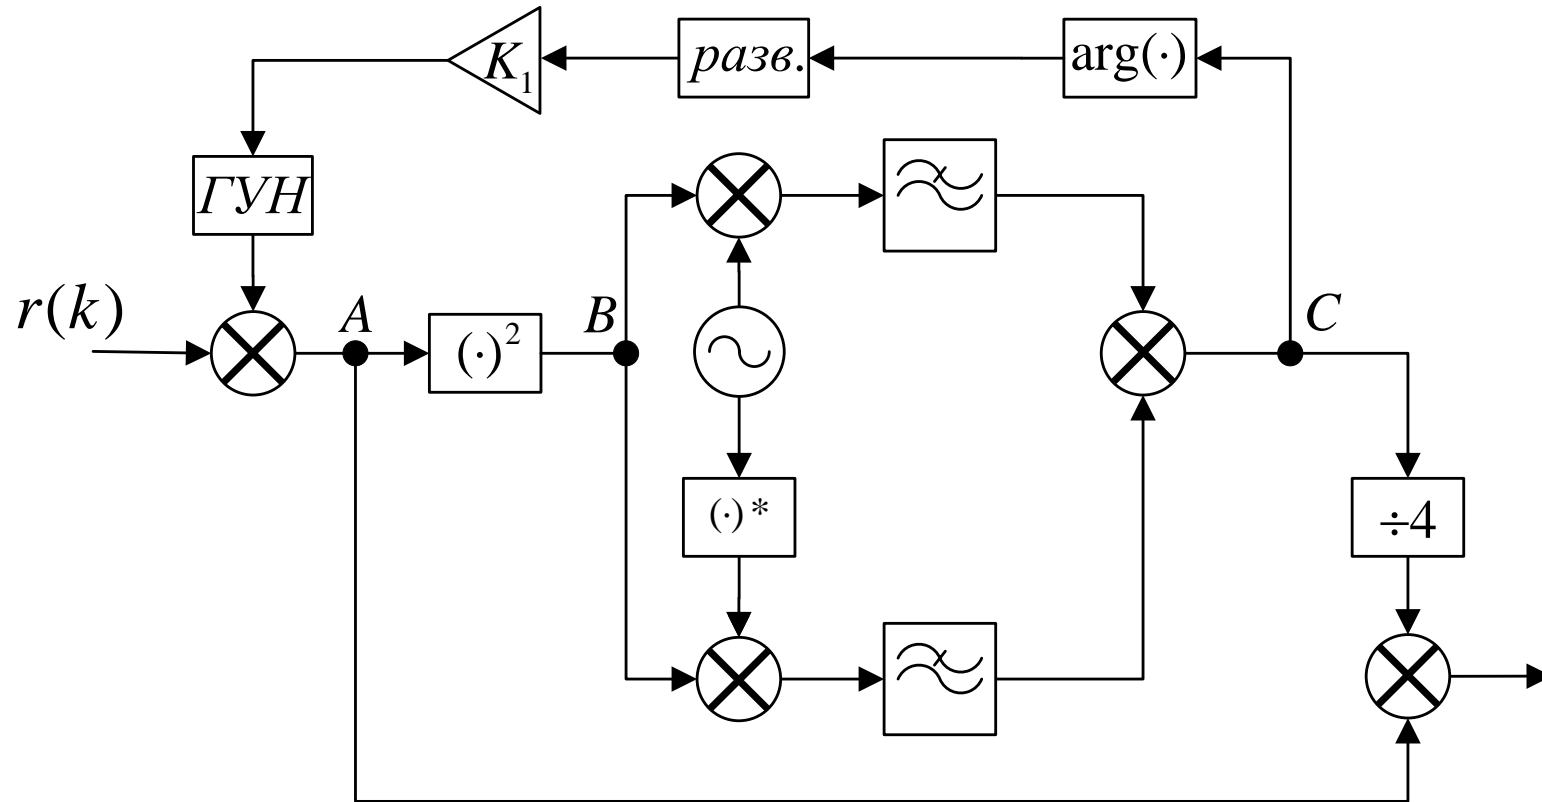 K₁
разв.
arg(·)
ГУН
r(k)
A
(·)²
B
C
(·)*
÷4